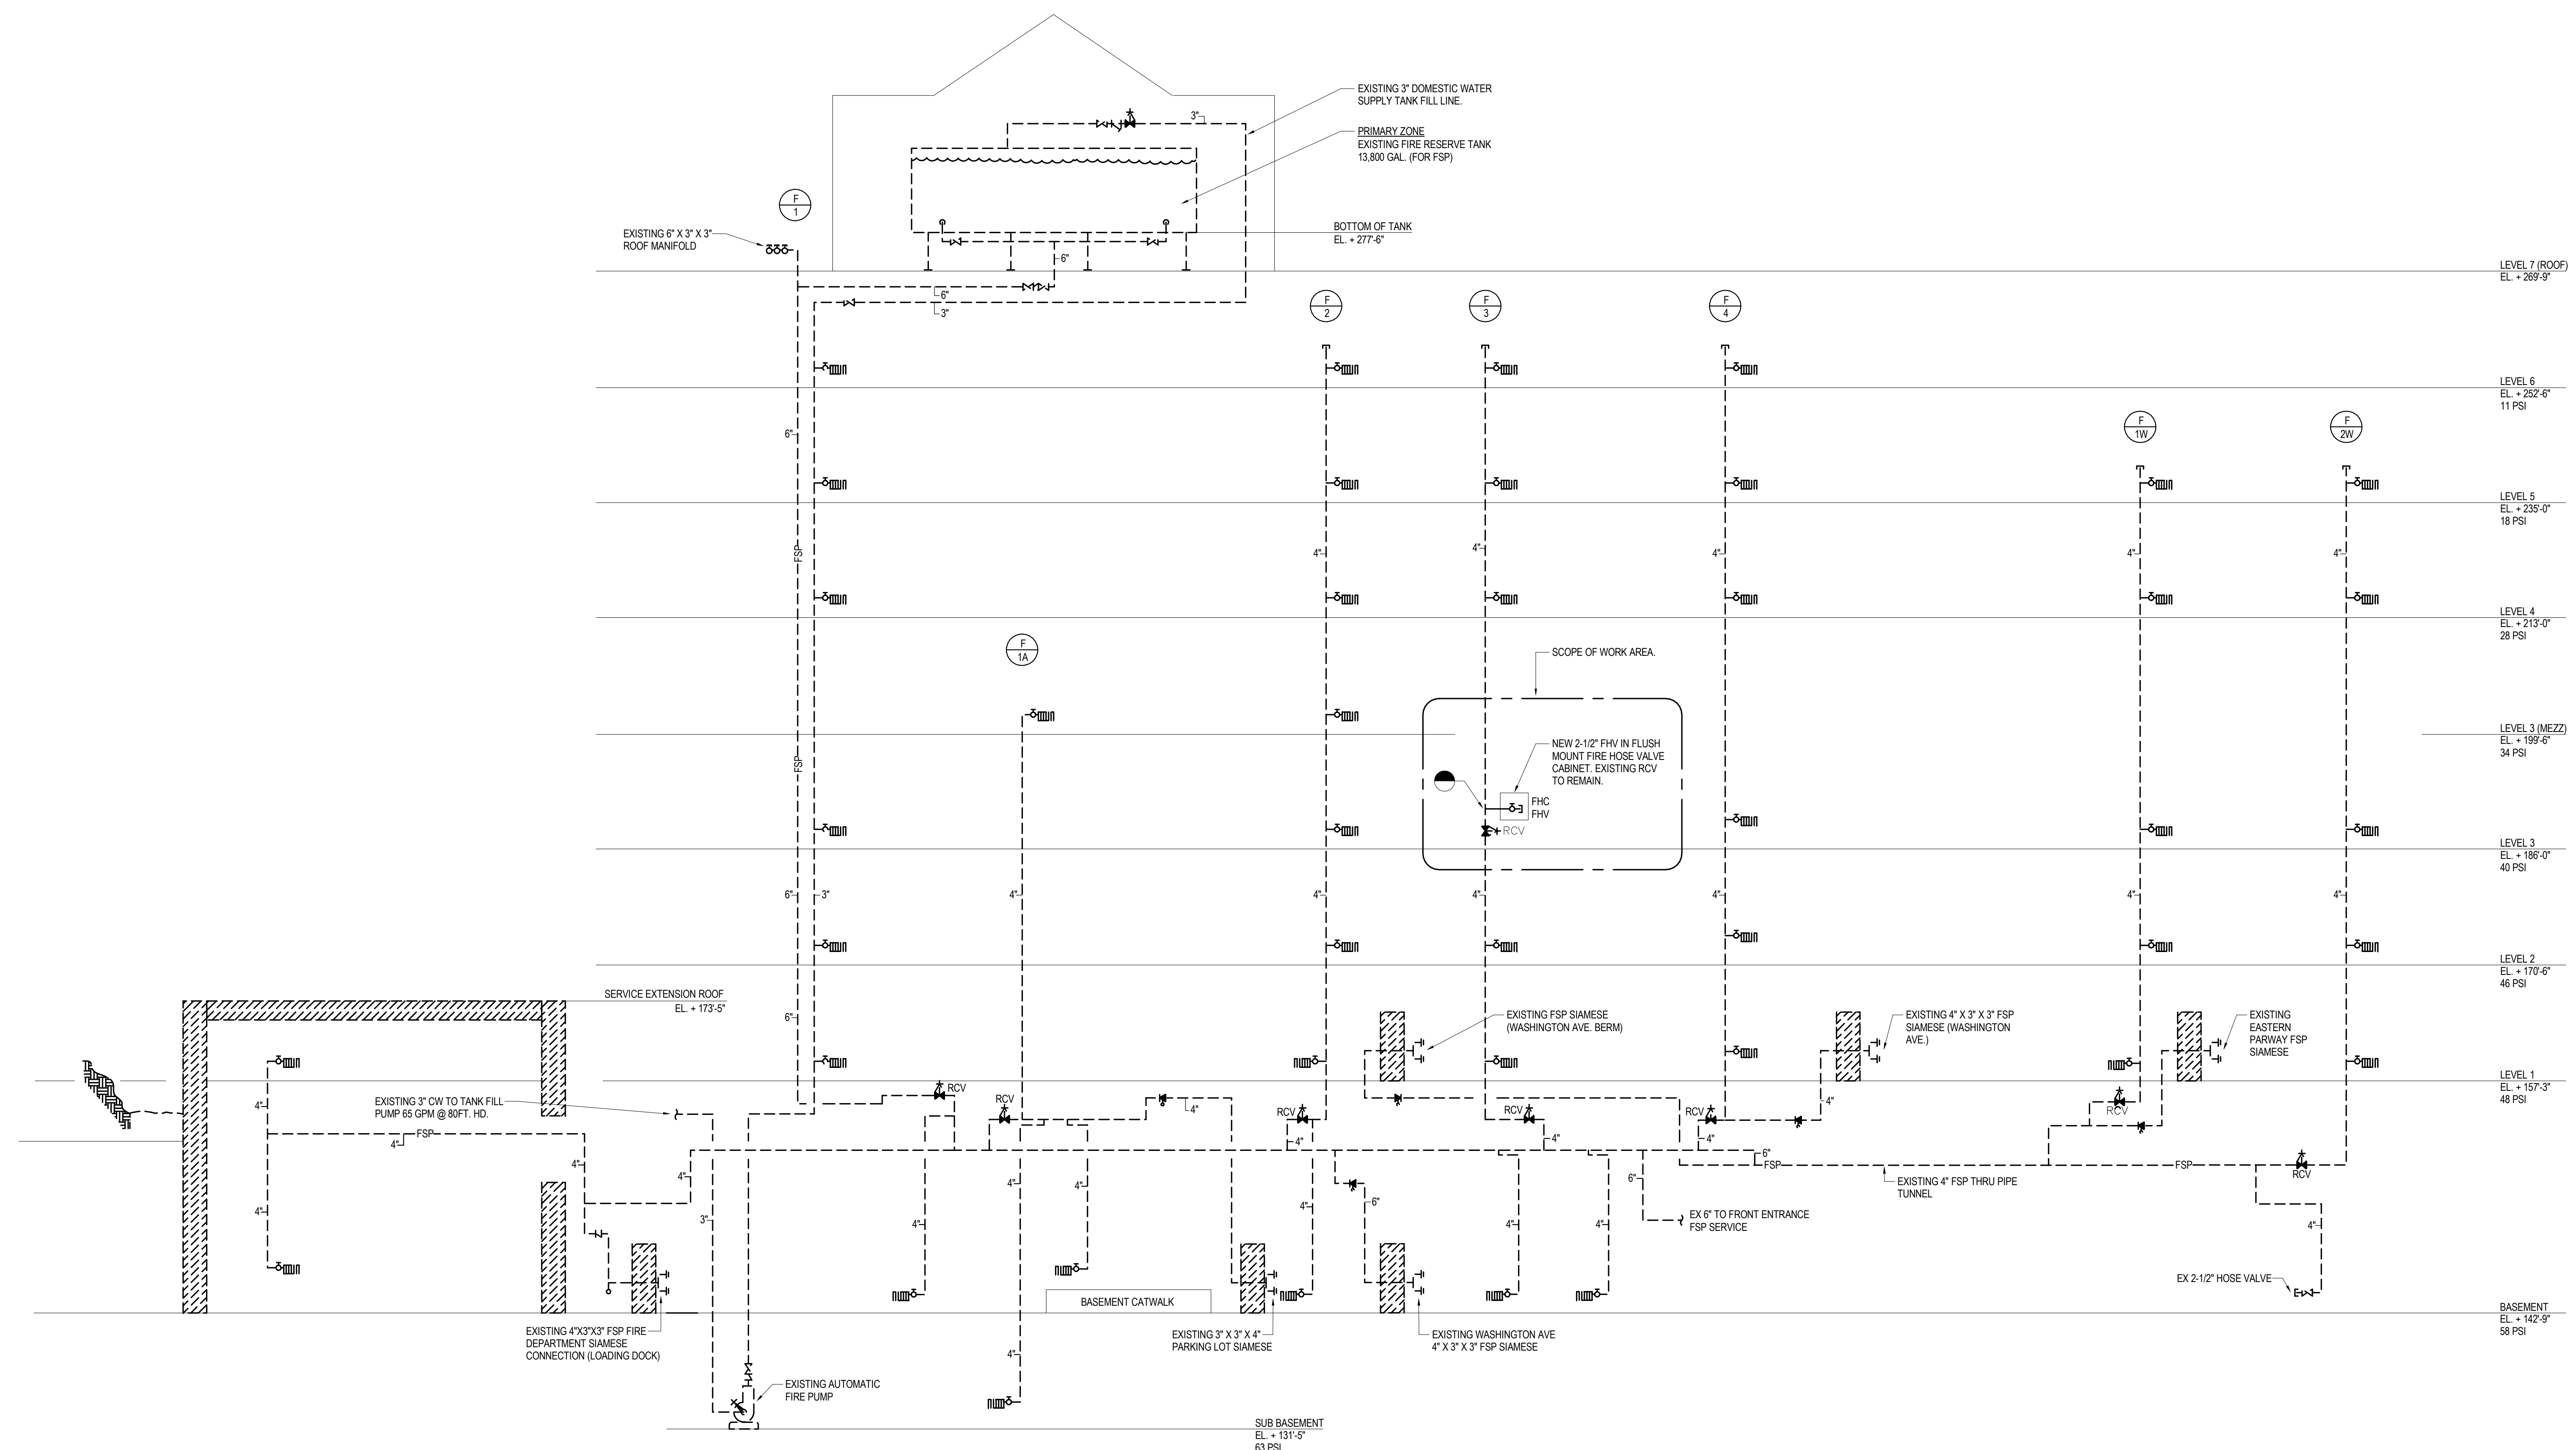 EXISTING 3" DOMESTIC WATER
SUPPLY TANK FILL LINE.
3"
PRIMARY ZONE
EXISTING FIRE RESERVE TANK
13,800 GAL. (FOR FSP)
F
1
EXISTING 6" X 3" X 3"
ROOF MANIFOLD
BOTTOM OF TANK
EL. + 277'-6"
6"
LEVEL 7 (ROOF)
EL. + 269'-9"
6"
3"
F
2
F
3
F
4
LEVEL 6
EL. + 252'-6"
11 PSI
6"
F
1W
F
2W
LEVEL 5
EL. + 235'-0"
18 PSI
FSP
4"
4"
4"
4"
4"
LEVEL 4
EL. + 213'-0"
28 PSI
F
1A
SCOPE OF WORK AREA.
LEVEL 3 (MEZZ)
EL. + 199'-6"
34 PSI
FSP
NEW 2-1/2" FHV IN FLUSH
MOUNT FIRE HOSE VALVE
CABINET. EXISTING RCV
TO REMAIN.
FHC
FHV
RCV
LEVEL 3
EL. + 186'-0"
40 PSI
6"
3"
4"
4"
4"
4"
4"
4"
LEVEL 2
EL. + 170'-6"
46 PSI
SERVICE EXTENSION ROOF
EL. + 173'-5"
6"
EXISTING FSP SIAMESE
(WASHINGTON AVE. BERM)
EXISTING 4" X 3" X 3" FSP
SIAMESE (WASHINGTON
AVE.)
EXISTING
EASTERN
PARWAY FSP
SIAMESE
LEVEL 1
EL. + 157'-3"
48 PSI
4"
EXISTING 3" CW TO TANK FILL
PUMP 65 GPM @ 80FT. HD.
RCV
RCV
4"
RCV
RCV
RCV
4"
RCV
FSP
4"
4"
4"
4"
4"
6"
FSP
FSP
RCV
4"
4"
4"
4"
EXISTING 4" FSP THRU PIPE
TUNNEL
6"
6"
EX 6" TO FRONT ENTRANCE
FSP SERVICE
4"
3"
4"
4"
4"
4"
4"
EX 2-1/2" HOSE VALVE
BASEMENT CATWALK
BASEMENT
EL. + 142'-9"
58 PSI
EXISTING 4"X3"X3" FSP FIRE
DEPARTMENT SIAMESE
CONNECTION (LOADING DOCK)
EXISTING 3" X 3" X 4"
PARKING LOT SIAMESE
EXISTING WASHINGTON AVE
4" X 3" X 3" FSP SIAMESE
4"
EXISTING AUTOMATIC
FIRE PUMP
SUB BASEMENT
EL. + 131'-5"
63 PSI